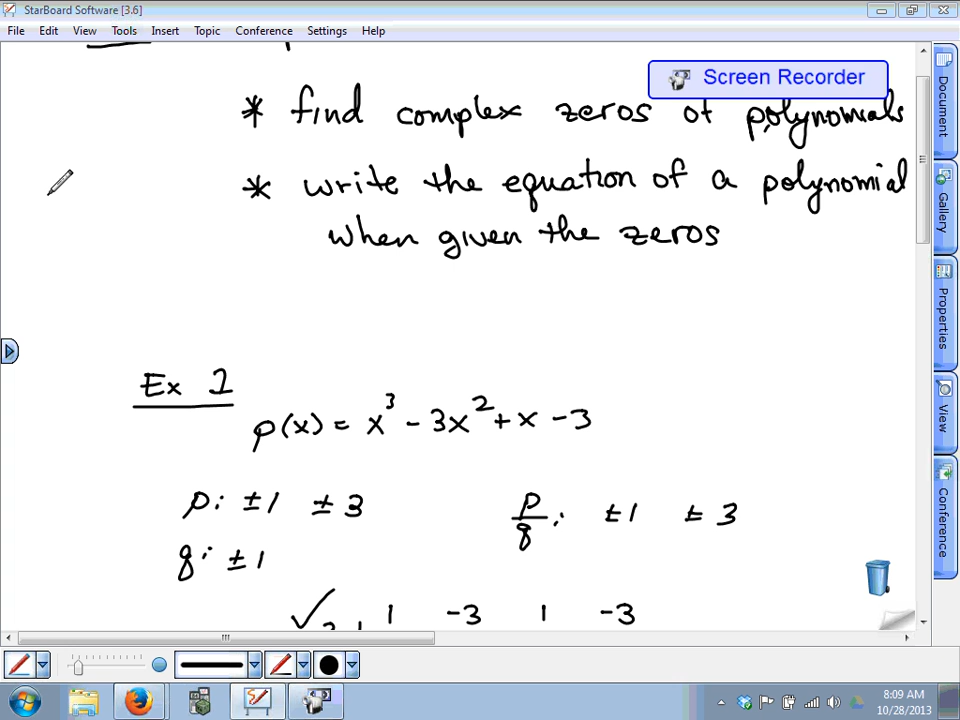 StarBoard Software [3.6]
File Edit View Tools Insert Topic Conference Settings Help
Screen Recorder
* find complex zeros of polynomials
* write the equation of a polynomial
when given the zeros
Ex 1
p(x) = x³ - 3x² + x - 3
p: ±1 ±3
p/q: ±1 ±3
q: ±1
√ 1 -3 1 -3
Document
Gallery
Properties
View
Conference
8:09 AM
10/28/2013